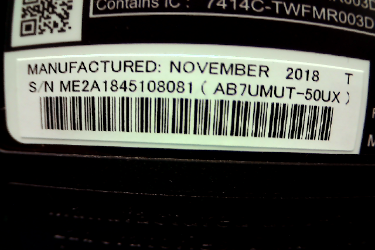 Contains IC : 7414C-TWFMR003D
MANUFACTURED: NOVEMBER 2018 T
S/N ME2A1845108081 ( AB7UMUT-50UX )